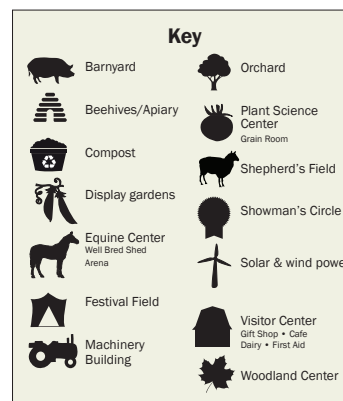 Key
Barnyard
Beehives/Apiary
Compost
Display gardens
Equine Center
Well Bred Shed
Arena
Festival Field
Machinery
Building
Orchard
Plant Science
Center
Grain Room
Shepherd's Field
Showman's Circle
Solar & wind powe
Visitor Center
Gift Shop • Cafe
Dairy • First Aid
Woodland Center